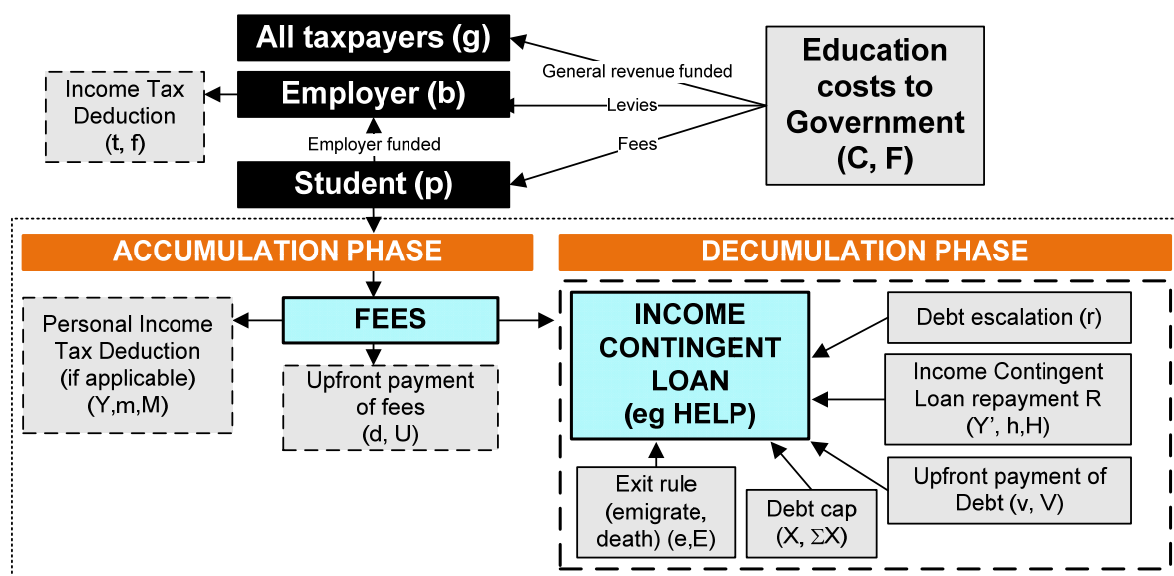 All taxpayers (g)
General revenue funded
Education
costs to
Government
(C, F)
Income Tax
Deduction
(t, f)
Employer (b)
Levies
Employer funded
Fees
Student (p)
ACCUMULATION PHASE
DECUMULATION PHASE
Personal Income
Tax Deduction
(if applicable)
(Y,m,M)
FEES
Upfront payment
of fees
(d, U)
INCOME
CONTINGENT
LOAN
(eg HELP)
Debt escalation (r)
Income Contingent
Loan repayment R
(Y’, h,H)
Upfront payment of
Debt (v, V)
Exit rule
(emigrate,
death) (e,E)
Debt cap
(X, ΣX)